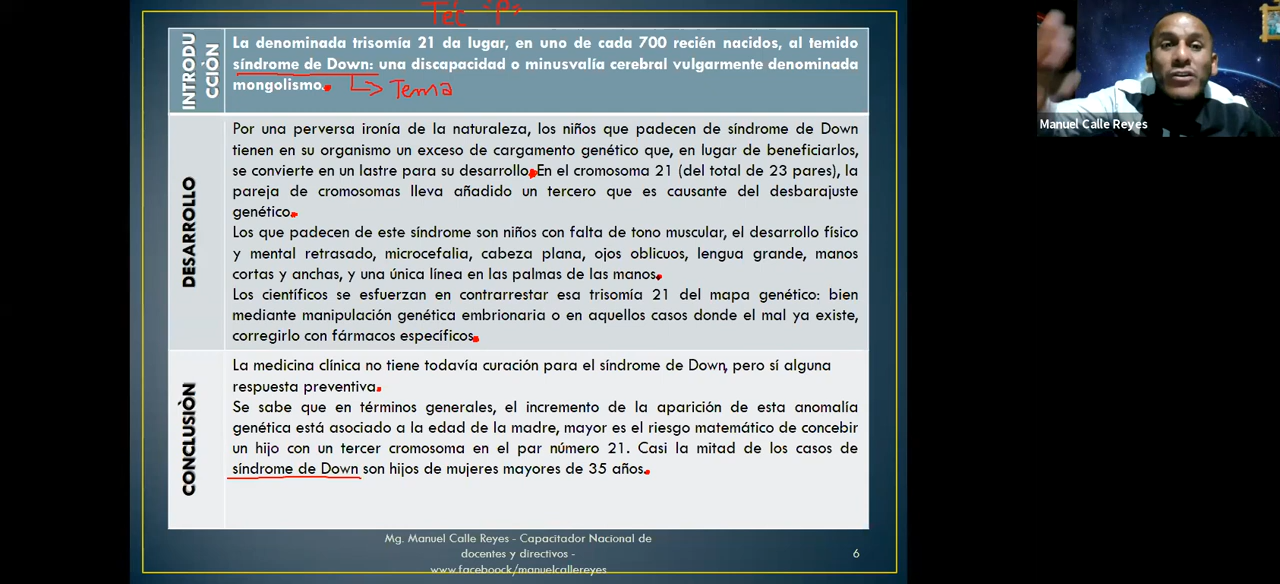 Téc "P"
INTRODU
CCIÓN
La denominada trisomía 21 da lugar, en uno de cada 700 recién nacidos, al temido
síndrome de Down: una discapacidad o minusvalía cerebral vulgarmente denominada
mongolismo.
Tema
DESARROLLO
Por una perversa ironía de la naturaleza, los niños que padecen de síndrome de Down
tienen en su organismo un exceso de cargamento genético que, en lugar de beneficiarlos,
se convierte en un lastre para su desarrollo. En el cromosoma 21 (del total de 23 pares), la
pareja de cromosomas lleva añadido un tercero que es causante del desbarajuste
genético.
Los que padecen de este síndrome son niños con falta de tono muscular, el desarrollo físico
y mental retrasado, microcefalia, cabeza plana, ojos oblicuos, lengua grande, manos
cortas y anchas, y una única línea en las palmas de las manos.
Los científicos se esfuerzan en contrarrestar esa trisomía 21 del mapa genético: bien
mediante manipulación genética embrionaria o en aquellos casos donde el mal ya existe,
corregirlo con fármacos específicos.
CONCLUSIÒN
La medicina clínica no tiene todavía curación para el síndrome de Down, pero sí alguna
respuesta preventiva.
Se sabe que en términos generales, el incremento de la aparición de esta anomalía
genética está asociado a la edad de la madre, mayor es el riesgo matemático de concebir
un hijo con un tercer cromosoma en el par número 21. Casi la mitad de los casos de
síndrome de Down son hijos de mujeres mayores de 35 años.
Mg. Manuel Calle Reyes - Capacitador Nacional de
docentes y directivos -
www.faceboock/manuelcallereyes
6
Manuel Calle Reyes